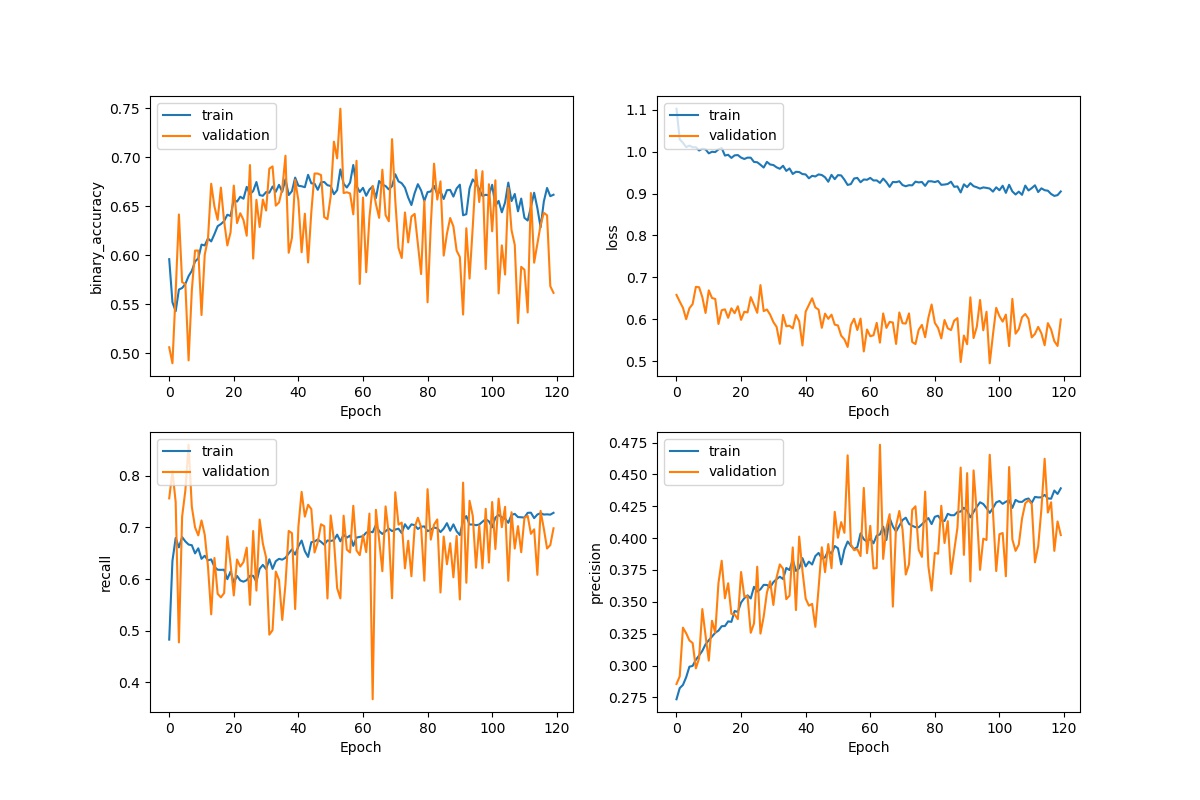 train
validation
0.75
0.70
0.65
0.60
0.55
0.50
binary_accuracy
0 20 40 60 80 100 120
Epoch
train
validation
1.1
1.0
0.9
0.8
0.7
0.6
0.5
loss
0 20 40 60 80 100 120
Epoch
train
validation
0.8
0.7
0.6
0.5
0.4
recall
0 20 40 60 80 100 120
Epoch
train
validation
0.475
0.450
0.425
0.400
0.375
0.350
0.325
0.300
0.275
precision
0 20 40 60 80 100 120
Epoch